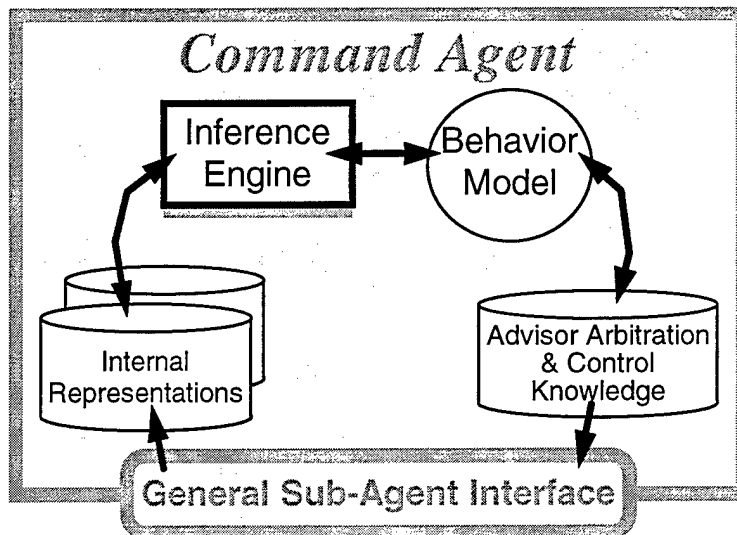 Command Agent
Inference
Engine
Behavior
Model
Internal
Representations
Advisor Arbitration
& Control
Knowledge
General Sub-Agent Interface